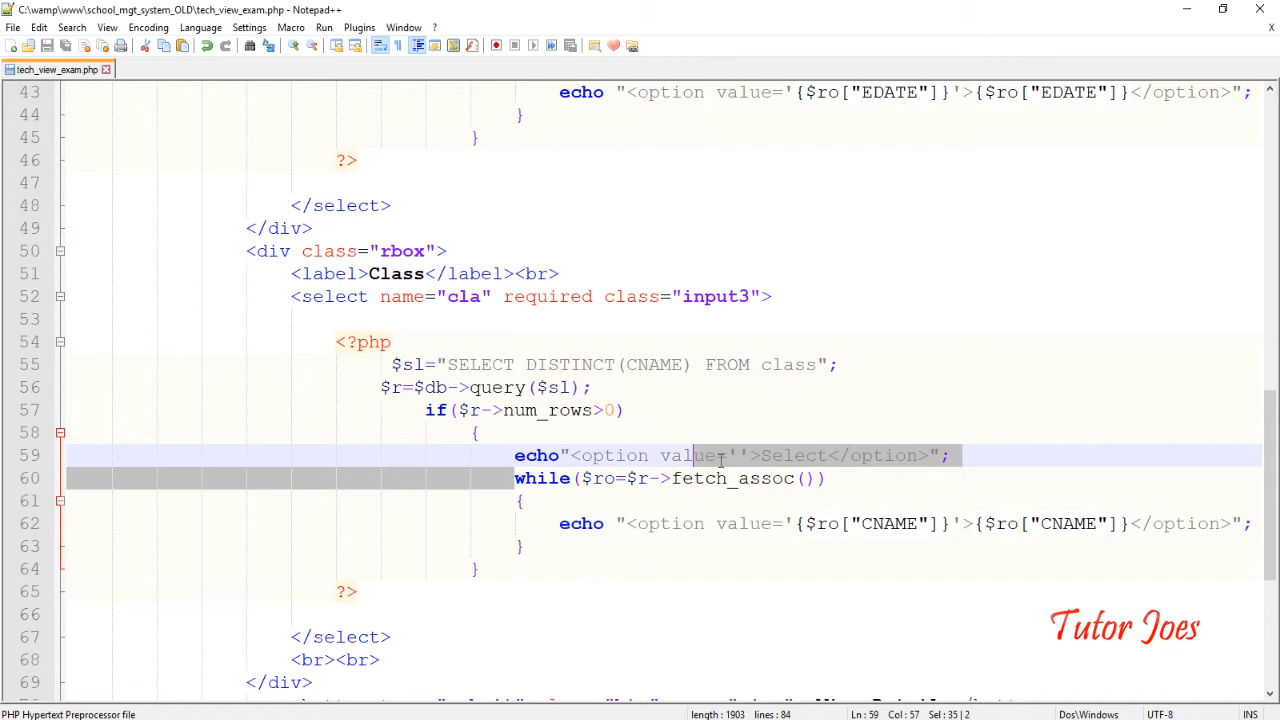 C:\wamp\www\school_mgt_system_OLD\tech_view_exam.php - Notepad++
File Edit Search View Encoding Language Settings Macro Run Plugins Window ?
X
tech_view_exam.php
43 echo "<option value='{$ro["EDATE"]}'>{$ro["EDATE"]}</option>";
44 }
45 }
46 ?>
47
48 </select>
49 </div>
50 <div class="rbox">
51 <label>Class</label><br>
52 <select name="cla" required class="input3">
53
54 <?php
55 $sl="SELECT DISTINCT(CNAME) FROM class";
56 $r=$db->query($sl);
57 if($r->num_rows>0)
58 {
59 echo"<option value=''>Select</option>";
60 while($ro=$r->fetch_assoc())
61 {
62 echo "<option value='{$ro["CNAME"]}'>{$ro["CNAME"]}</option>";
63 }
64 }
65 ?>
66
67 </select>
68 <br><br>
69 </div>
Tutor Joes
PHP Hypertext Preprocessor file length : 1903 lines : 84 Ln : 59 Col : 57 Sel : 35 | 2 Dos\Windows UTF-8 INS